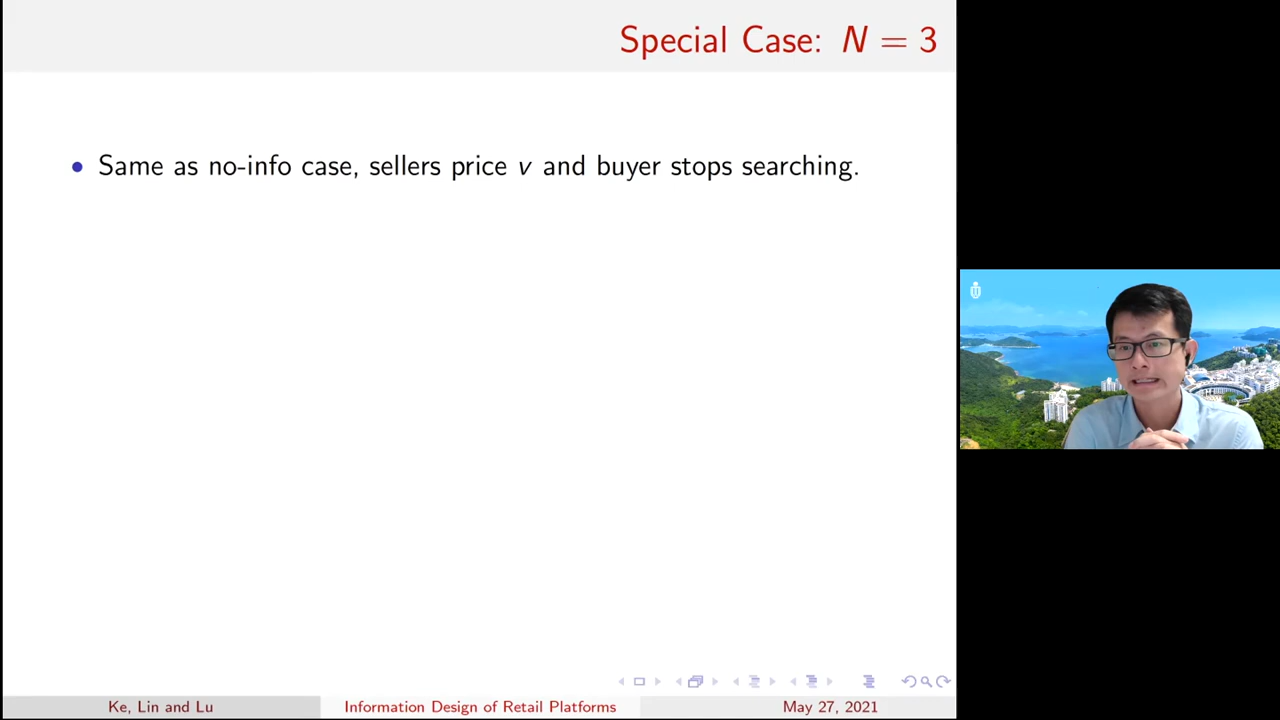 Special Case: N = 3
• Same as no-info case, sellers price v and buyer stops searching.
Ke, Lin and Lu
Information Design of Retail Platforms
May 27, 2021